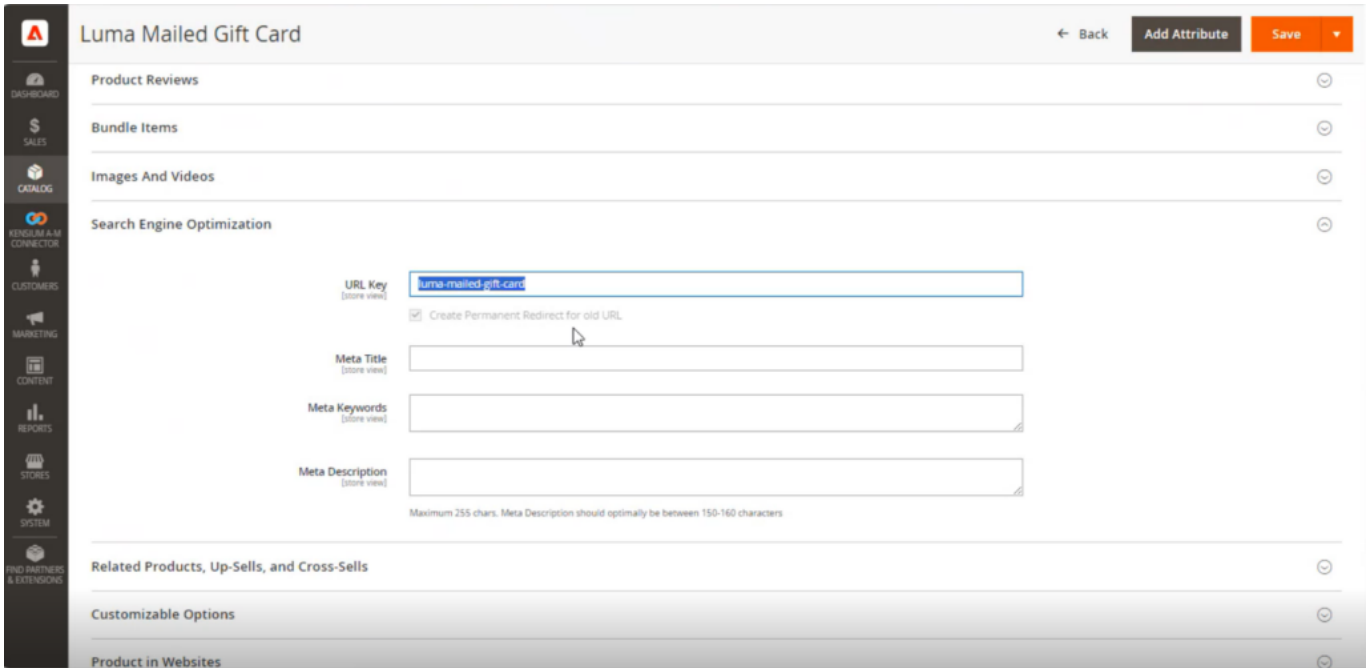 Luma Mailed Gift Card
← Back
Add Attribute
Save
DASHBOARD
$
SALES
CATALOG
KENSIUM A-M
CONNECTOR
CUSTOMERS
MARKETING
CONTENT
REPORTS
STORES
SYSTEM
FIND PARTNERS
& EXTENSIONS
Product Reviews
Bundle Items
Images And Videos
Search Engine Optimization
URL Key
[store view]
luma-mailed-gift-card
Create Permanent Redirect for old URL
Meta Title
[store view]
Meta Keywords
[store view]
Meta Description
[store view]
Maximum 255 chars. Meta Description should optimally be between 150-160 characters
Related Products, Up-Sells, and Cross-Sells
Customizable Options
Product in Websites